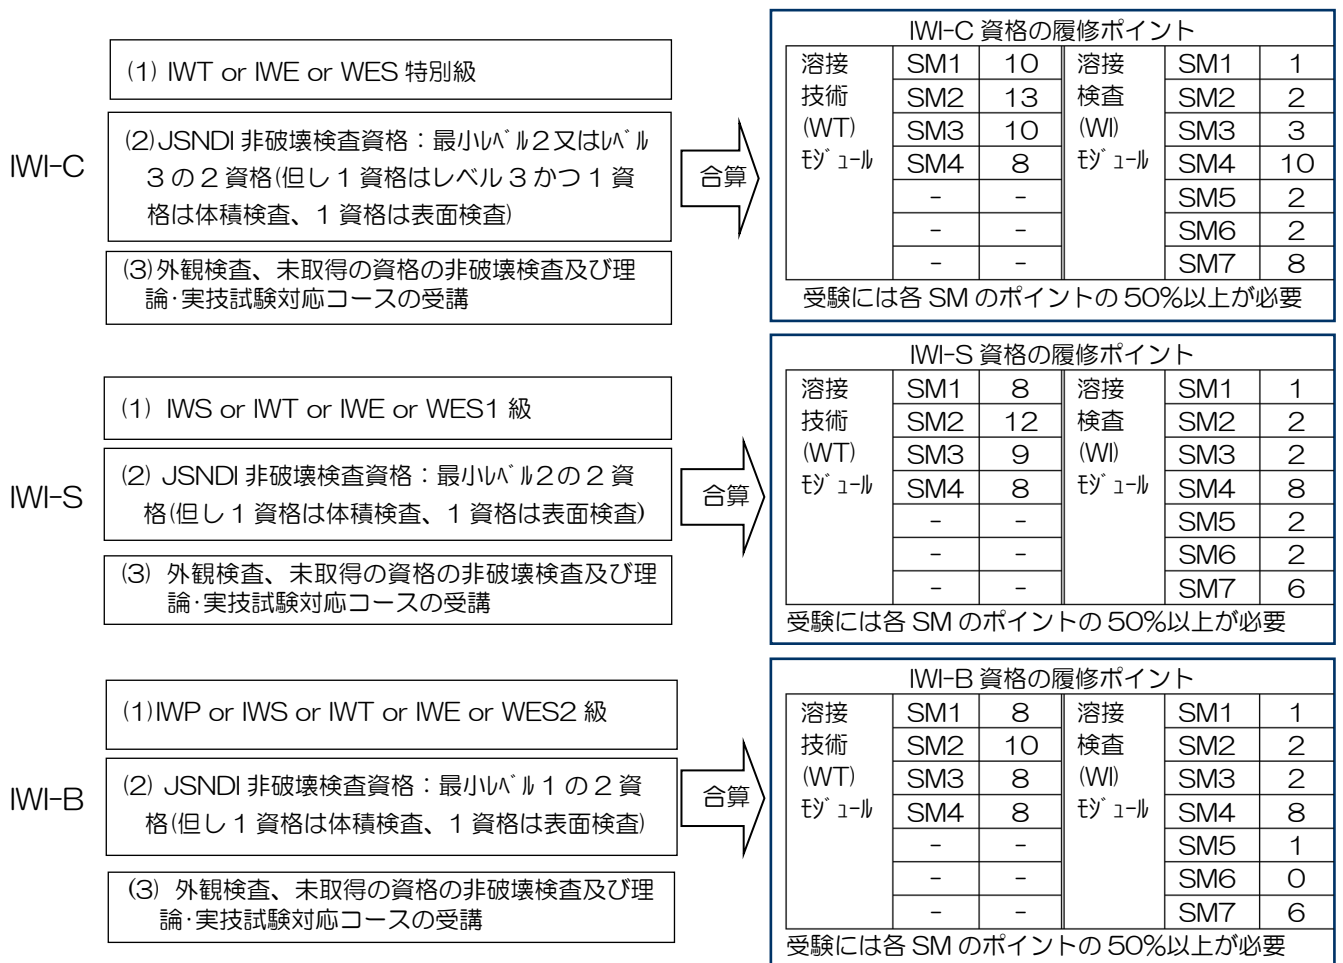 IWI-C
(1) IWT or IWE or WES 特別級
(2)JSNDI 非破壊検査資格：最小ﾚﾍﾞﾙ2又はﾚﾍﾞﾙ
3 の 2 資格(但し 1 資格はレベル 3 かつ 1 資
格は体積検査、1 資格は表面検査)
(3)外観検査、未取得の資格の非破壊検査及び理
論･実技試験対応コースの受講
合算
IWI-C 資格の履修ポイント
溶接 SM1 10 溶接 SM1 1
技術 SM2 13 検査 SM2 2
(WT) SM3 10 (WI) SM3 3
ﾓｼﾞｭｰﾙ SM4 8 ﾓｼﾞｭｰﾙ SM4 10
- - SM5 2
- - SM6 2
- - SM7 8
受験には各 SM のポイントの 50%以上が必要
IWI-S
(1) IWS or IWT or IWE or WES1 級
(2) JSNDI 非破壊検査資格：最小ﾚﾍﾞﾙ2の 2 資
格(但し 1 資格は体積検査、1 資格は表面検査)
(3) 外観検査、未取得の資格の非破壊検査及び理
論･実技試験対応コースの受講
合算
IWI-S 資格の履修ポイント
溶接 SM1 8 溶接 SM1 1
技術 SM2 12 検査 SM2 2
(WT) SM3 9 (WI) SM3 2
ﾓｼﾞｭｰﾙ SM4 8 ﾓｼﾞｭｰﾙ SM4 8
- - SM5 2
- - SM6 2
- - SM7 6
受験には各 SM のポイントの 50%以上が必要
IWI-B
(1)IWP or IWS or IWT or IWE or WES2 級
(2) JSNDI 非破壊検査資格：最小ﾚﾍﾞﾙ 1 の 2 資
格(但し 1 資格は体積検査、1 資格は表面検査)
(3) 外観検査、未取得の資格の非破壊検査及び理
論･実技試験対応コースの受講
合算
IWI-B 資格の履修ポイント
溶接 SM1 8 溶接 SM1 1
技術 SM2 10 検査 SM2 2
(WT) SM3 8 (WI) SM3 2
ﾓｼﾞｭｰﾙ SM4 8 ﾓｼﾞｭｰﾙ SM4 8
- - SM5 1
- - SM6 0
- - SM7 6
受験には各 SM のポイントの 50%以上が必要